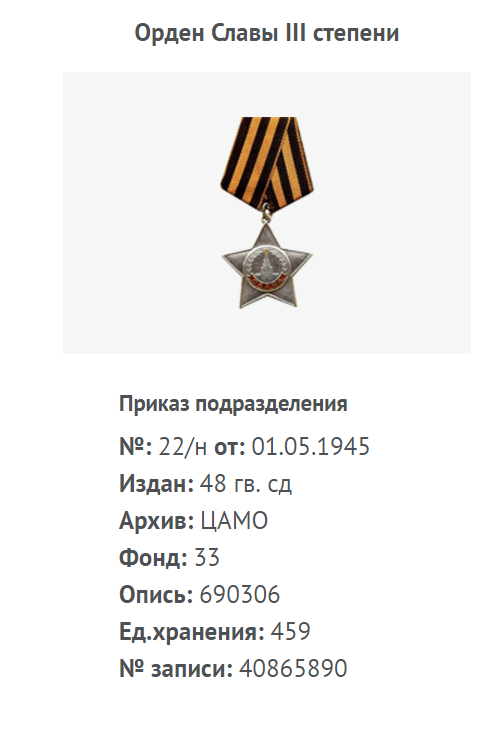 Орден Славы III степени
Приказ подразделения
№: 22/н от: 01.05.1945
Издан: 48 гв. сд
Архив: ЦАМО
Фонд: 33
Опись: 690306
Ед.хранения: 459
№ записи: 40865890